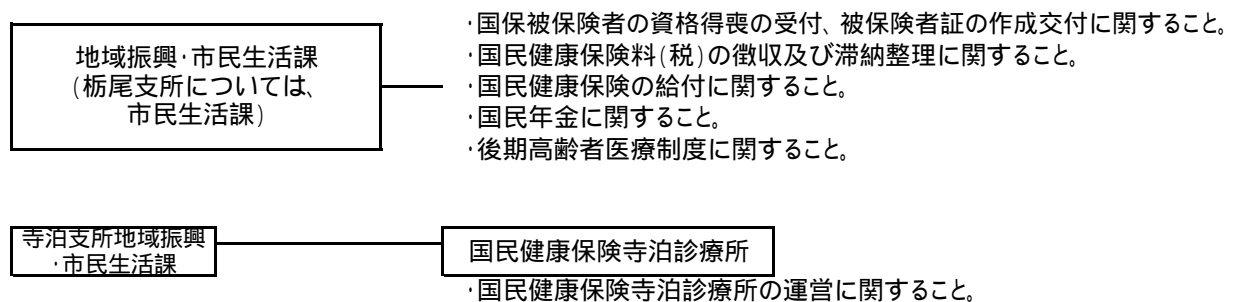 地域振興・市民生活課
(栃尾支所については、
市民生活課)
・国保被保険者の資格得喪の受付、被保険者証の作成交付に関すること。
・国民健康保険料(税)の徴収及び滞納整理に関すること。
・国民健康保険の給付に関すること。
・国民年金に関すること。
・後期高齢者医療制度に関すること。
寺泊支所地域振興
・市民生活課
国民健康保険寺泊診療所
・国民健康保険寺泊診療所の運営に関すること。